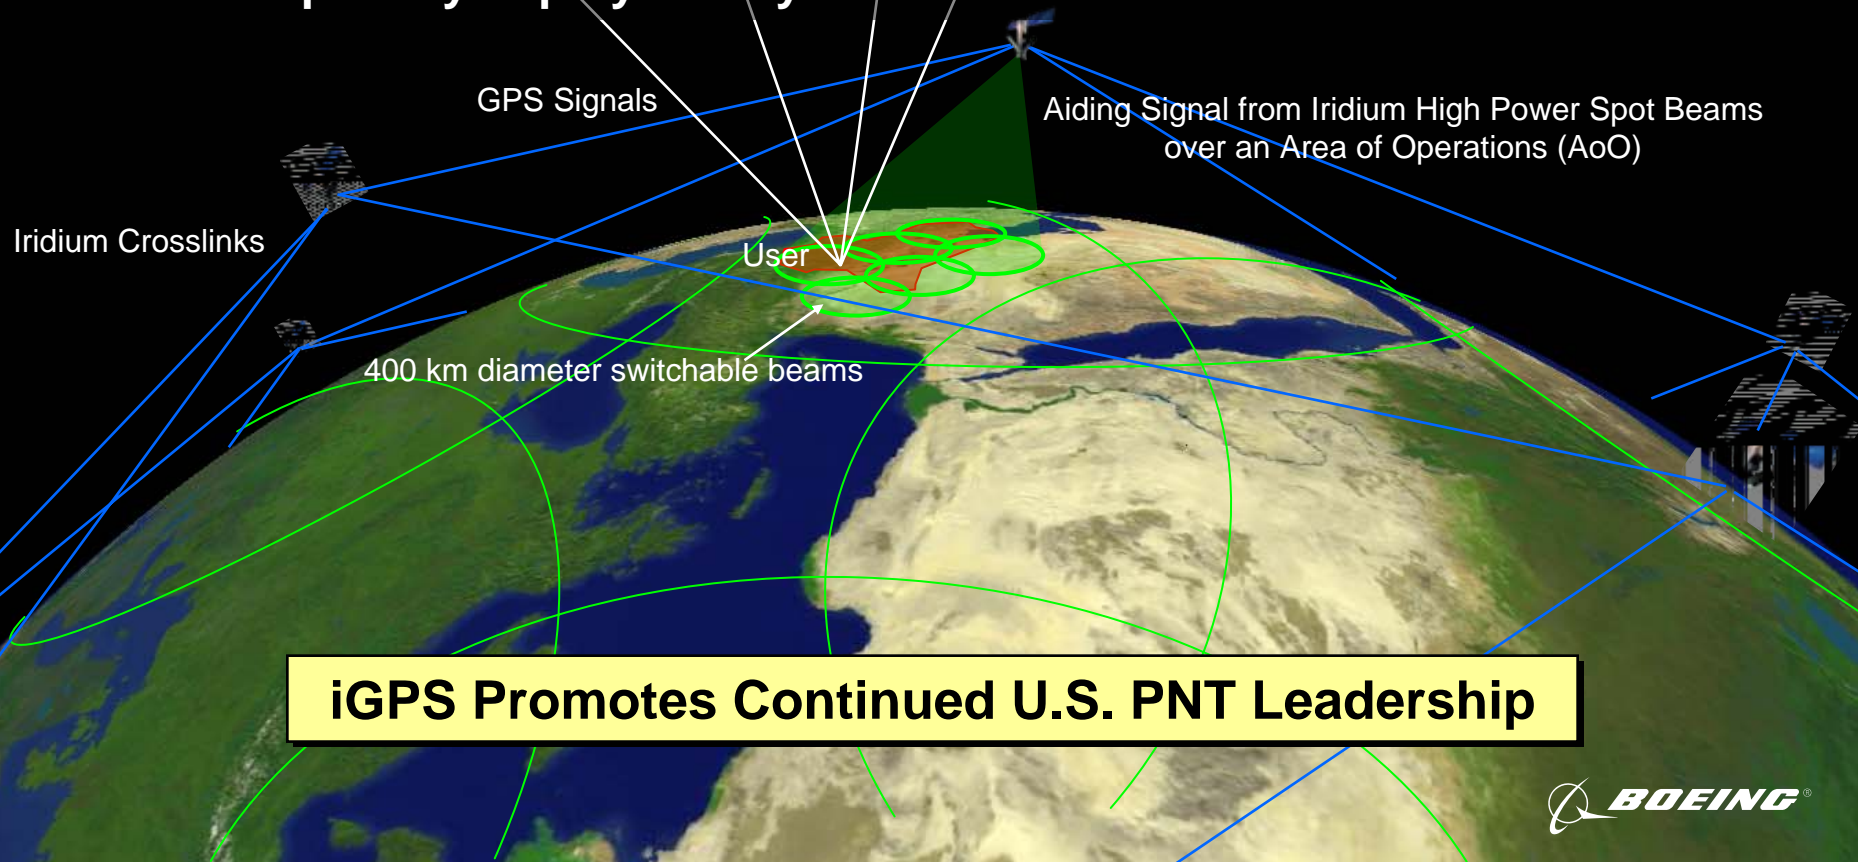 GPS Signals
Aiding Signal from Iridium High Power Spot Beams
over an Area of Operations (AoO)
Iridium Crosslinks
User
400 km diameter switchable beams
iGPS Promotes Continued U.S. PNT Leadership
BOEING®